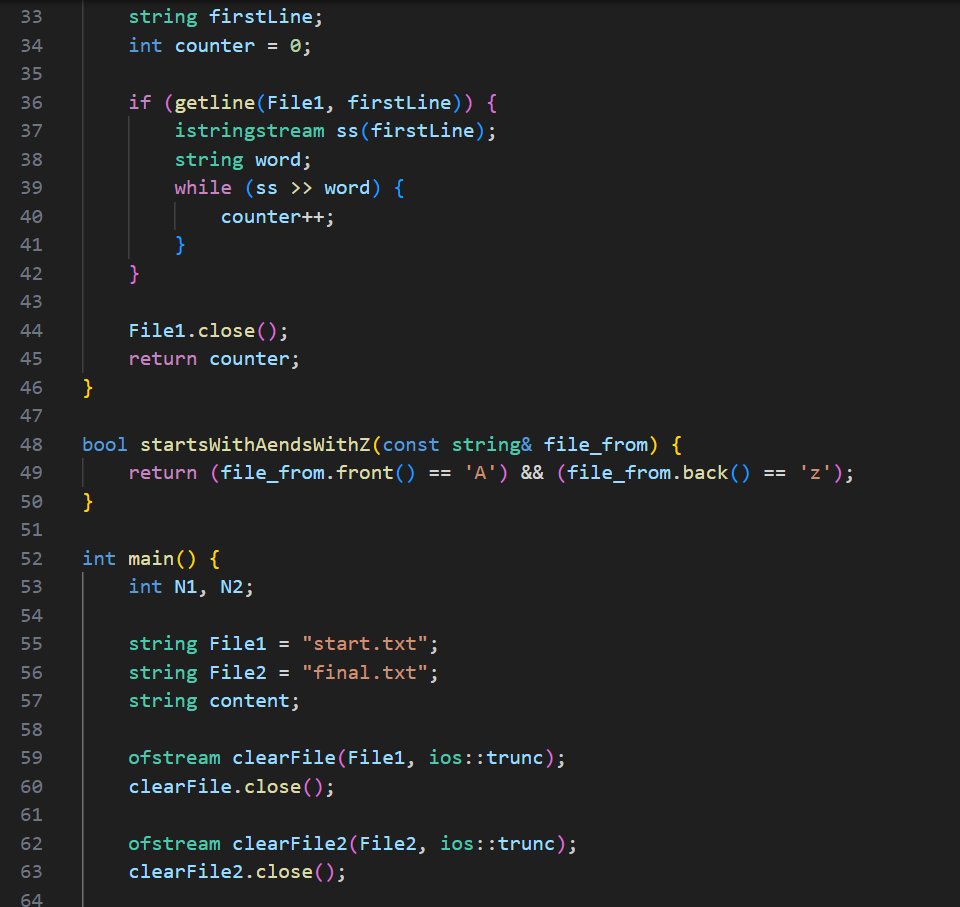 33 string firstLine;
34 int counter = 0;
35
36 if (getline(File1, firstLine)) {
37 istringstream ss(firstLine);
38 string word;
39 while (ss >> word) {
40 counter++;
41 }
42 }
43
44 File1.close();
45 return counter;
46 }
47
48 bool startsWithAendsWithZ(const string& file_from) {
49 return (file_from.front() == 'A') && (file_from.back() == 'z');
50 }
51
52 int main() {
53 int N1, N2;
54
55 string File1 = "start.txt";
56 string File2 = "final.txt";
57 string content;
58
59 ofstream clearFile(File1, ios::trunc);
60 clearFile.close();
61
62 ofstream clearFile2(File2, ios::trunc);
63 clearFile2.close();
64